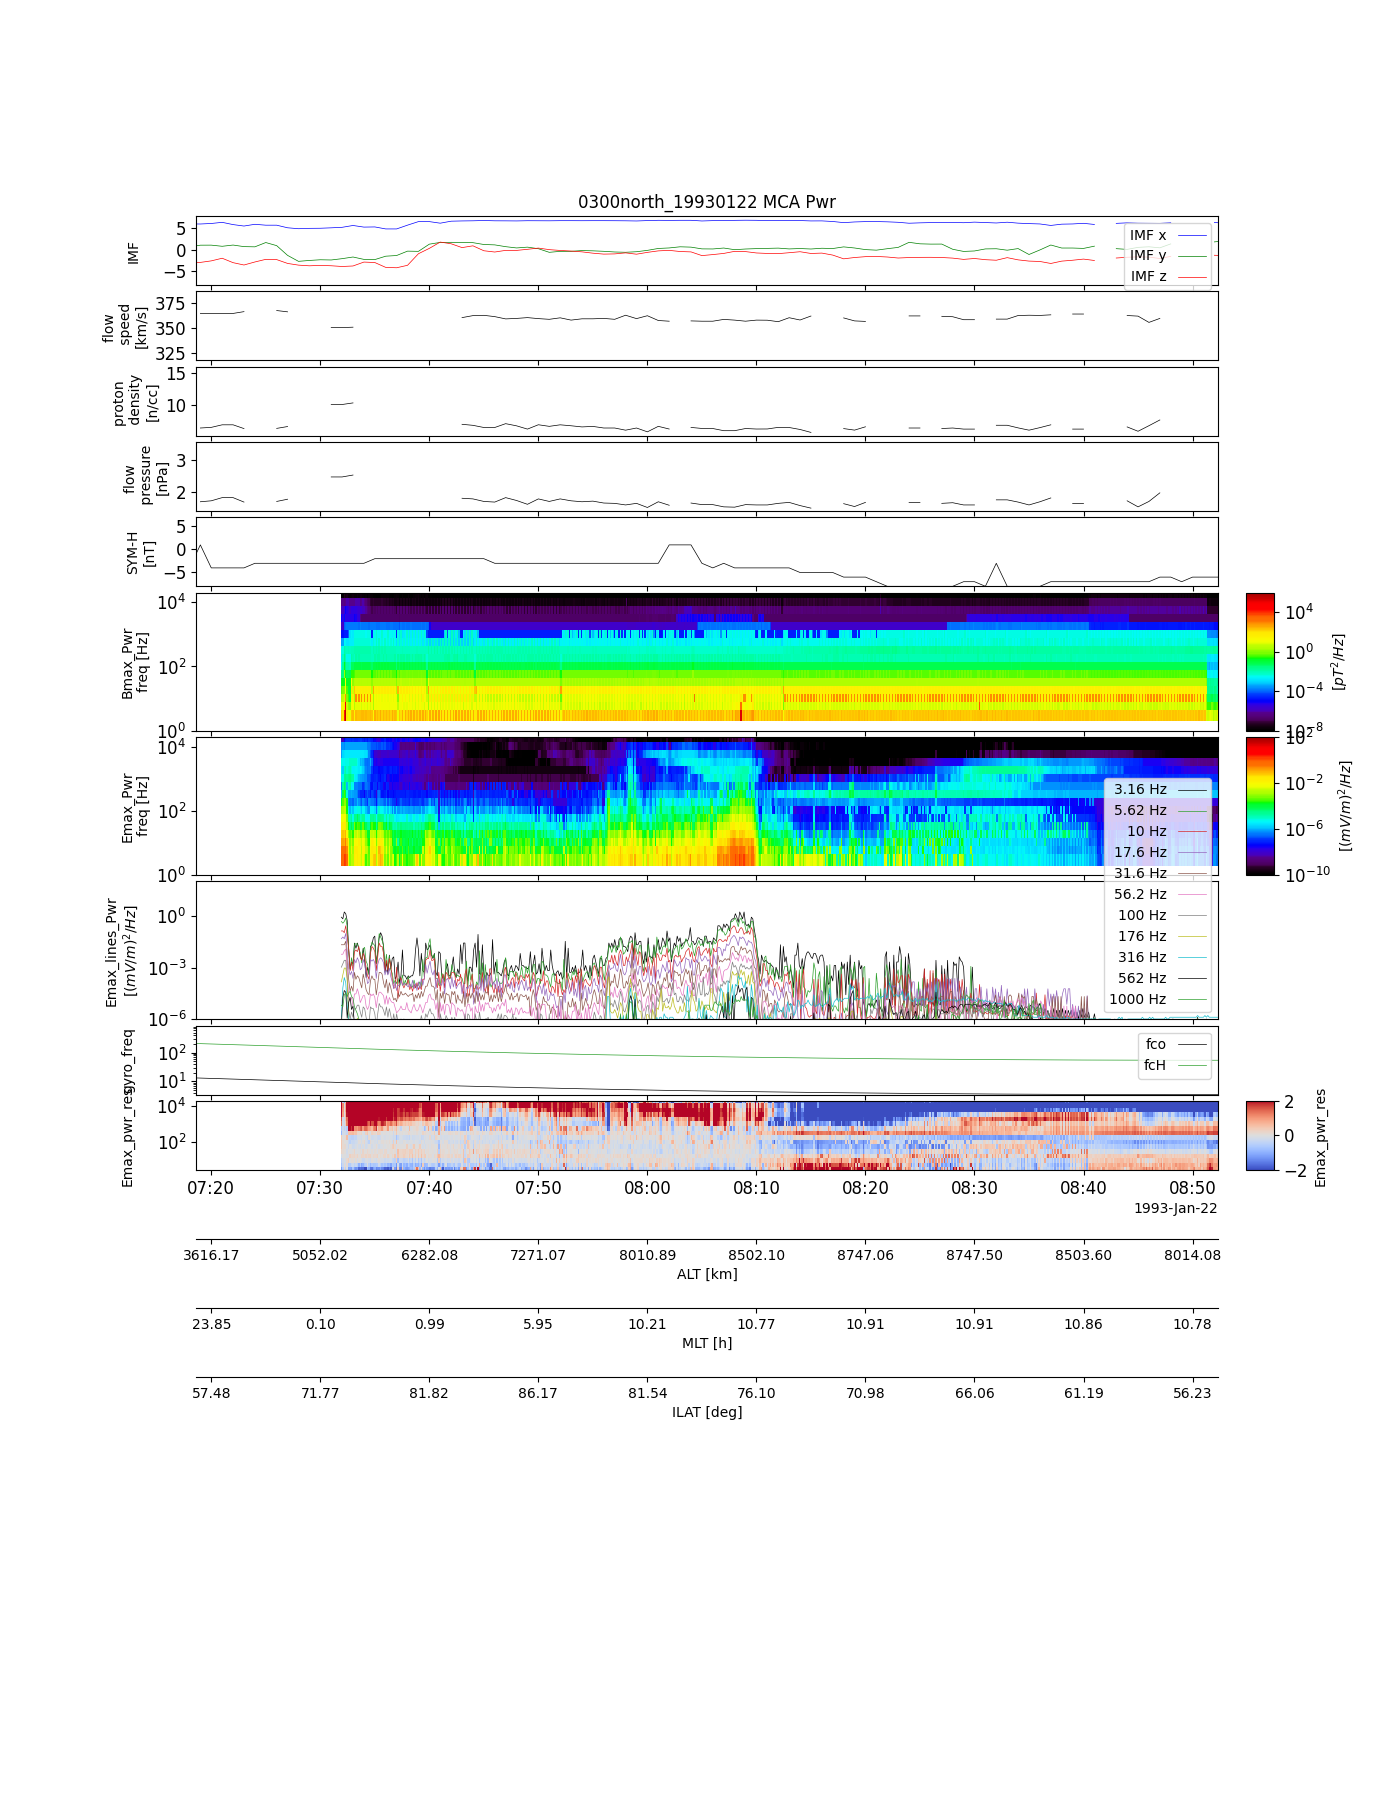 0300north_19930122 MCA Pwr
IMF
5
0
−5
IMF x
IMF y
IMF z
flow
speed
[km/s]
375
350
325
proton
density
[n/cc]
15
10
flow
pressure
[nPa]
3
2
SYM-H
[nT]
5
0
−5
Bmax_Pwr
freq [Hz]
10^4
10^2
10^0
10^4
10^0
10^−4
10^−8
[pT^2/Hz]
Emax_Pwr
freq [Hz]
10^4
10^2
10^0
10^2
10^−2
10^−6
10^−10
[(mV/m)^2/Hz]
3.16 Hz
5.62 Hz
10 Hz
17.6 Hz
31.6 Hz
56.2 Hz
100 Hz
176 Hz
316 Hz
562 Hz
1000 Hz
Emax_lines_Pwr
[(mV/m)^2/Hz]
10^0
10^−3
10^−6
gyro_freq
10^2
10^1
fco
fcH
Emax_pwr_res
10^4
10^2
2
0
−2
Emax_pwr_res
07:20 07:30 07:40 07:50 08:00 08:10 08:20 08:30 08:40 08:50
1993-Jan-22
3616.17 5052.02 6282.08 7271.07 8010.89 8502.10 8747.06 8747.50 8503.60 8014.08
ALT [km]
23.85 0.10 0.99 5.95 10.21 10.77 10.91 10.91 10.86 10.78
MLT [h]
57.48 71.77 81.82 86.17 81.54 76.10 70.98 66.06 61.19 56.23
ILAT [deg]